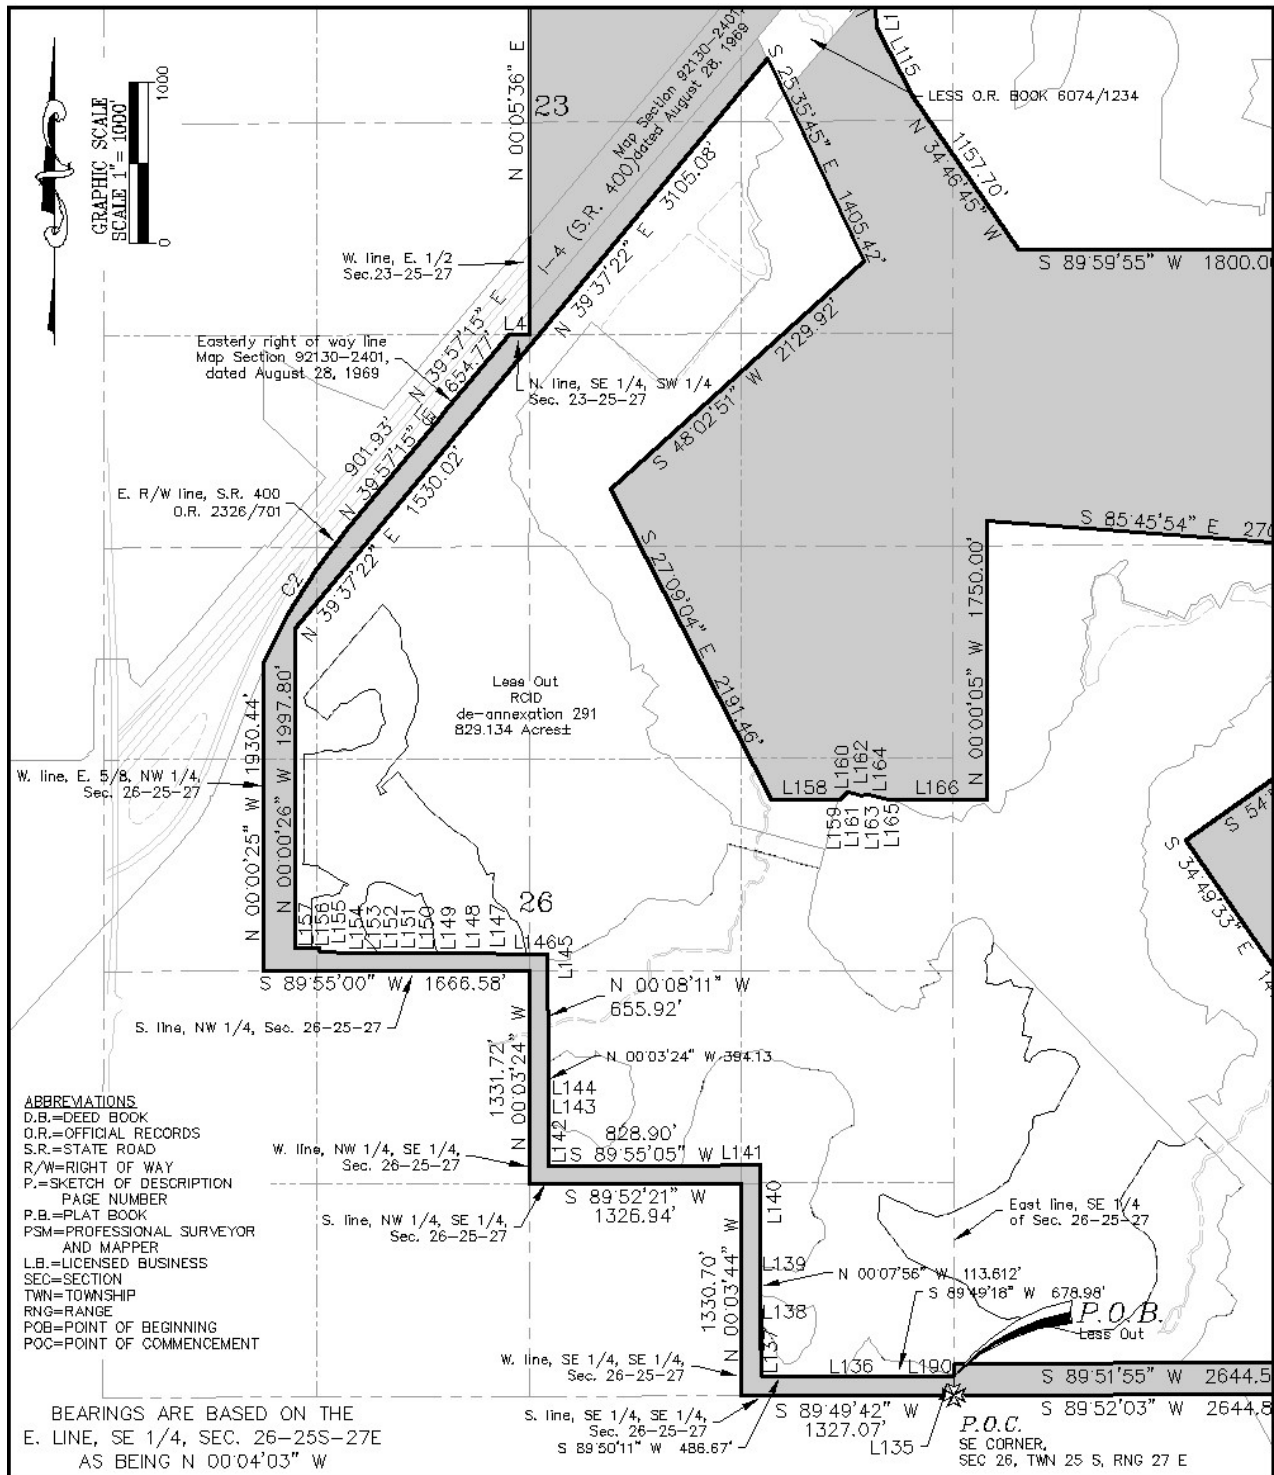 GRAPHIC SCALE
SCALE 1"= 1000'
0
1000
N 00°05'36" E
23
Map Section 92130-2401,
dated August 28, 1969
I-4 (S.R. 400)
N 39°37'22" E 3105.08'
S 25°35'45" E 1405.42'
L115
LESS O.R. BOOK 6074/1234
1157.70'
N 34°46'45" W
S 89°59'55" W
W. line, E. 1/2
Sec.23-25-27
L4
Easterly right of way line
Map Section 92130-2401,
dated August 28, 1969
N 39°57'15" E
654.77'
N. line, SE 1/4, SW 1/4
Sec. 23-25-27
S 48°02'51" W 2129.92'
901.93'
N 39°57'15" E
E. R/W line, S.R. 400
O.R. 2326/701
1530.02'
N 39°37'22" E
C2
S 85°45'54" E
S 27°09'04" E 2191.46'
N 00°00'05" W 1750.00'
Less Out
RCID
de-annexation 291
829.134 Acres±
W. line, E. 5/8, NW 1/4,
Sec. 26-25-27
N 00°00'25" W 1930.44'
N 00°00'26" W 1997.80'
L158
L160
L162
L164
L166
L159
L161
L163
L165
S 34°49'33" E
26
L157
L156
L155
L154
L153
L152
L151
L150
L149
L148
L147
L146
L145
S 89°55'00" W 1666.58'
N 00°08'11" W
655.92'
S. line, NW 1/4, Sec. 26-25-27
1331.72'
N 00°03'24" W
N 00°03'24" W 394.13
L144
L143
L142
828.90'
S 89°55'05" W
L141
W. line, NW 1/4, SE 1/4,
Sec. 26-25-27
S 89°52'21" W
1326.94'
S. line, NW 1/4, SE 1/4,
Sec. 26-25-27
L140
East line, SE 1/4
of Sec. 26-25-27
L139
N 00°07'56" W 113.612'
S 89°49'18" W 678.98'
1330.70'
N 00°03'44" W
L138
L137
P.O.B.
Less Out
W. line, SE 1/4, SE 1/4,
Sec. 26-25-27
L136
L190
S 89°51'55" W
S. line, SE 1/4, SE 1/4,
Sec. 26-25-27
S 89°50'11" W 486.67'
S 89°49'42" W
1327.07'
L135
S 89°52'03" W
P.O.C.
SE CORNER,
SEC 26, TWN 25 S, RNG 27 E
ABBREVIATIONS
D.B.=DEED BOOK
O.R.=OFFICIAL RECORDS
S.R.=STATE ROAD
R/W=RIGHT OF WAY
P.=SKETCH OF DESCRIPTION
PAGE NUMBER
P.B.=PLAT BOOK
PSM=PROFESSIONAL SURVEYOR
AND MAPPER
L.B.=LICENSED BUSINESS
SEC=SECTION
TWN=TOWNSHIP
RNG=RANGE
POB=POINT OF BEGINNING
POC=POINT OF COMMENCEMENT
BEARINGS ARE BASED ON THE
E. LINE, SE 1/4, SEC. 26-25S-27E
AS BEING N 00°04'03" W